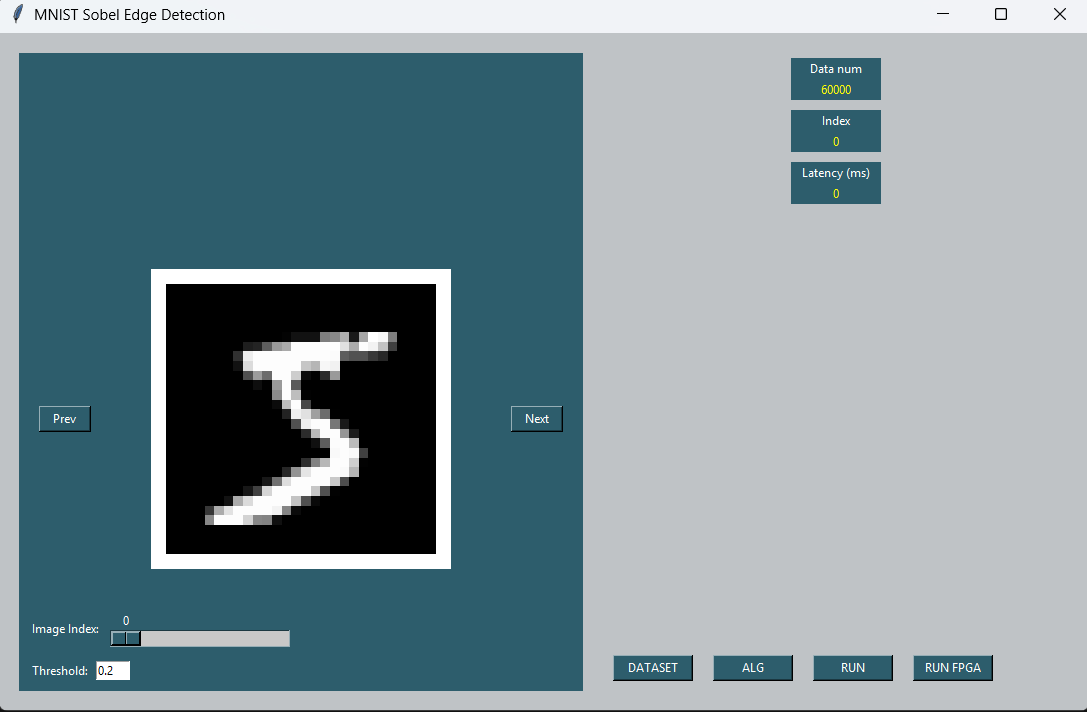 MNIST Sobel Edge Detection
Data num
60000
Index
0
Latency (ms)
0
5
Prev
Next
0
Image Index:
Threshold: 0.2
DATASET ALG RUN RUN FPGA